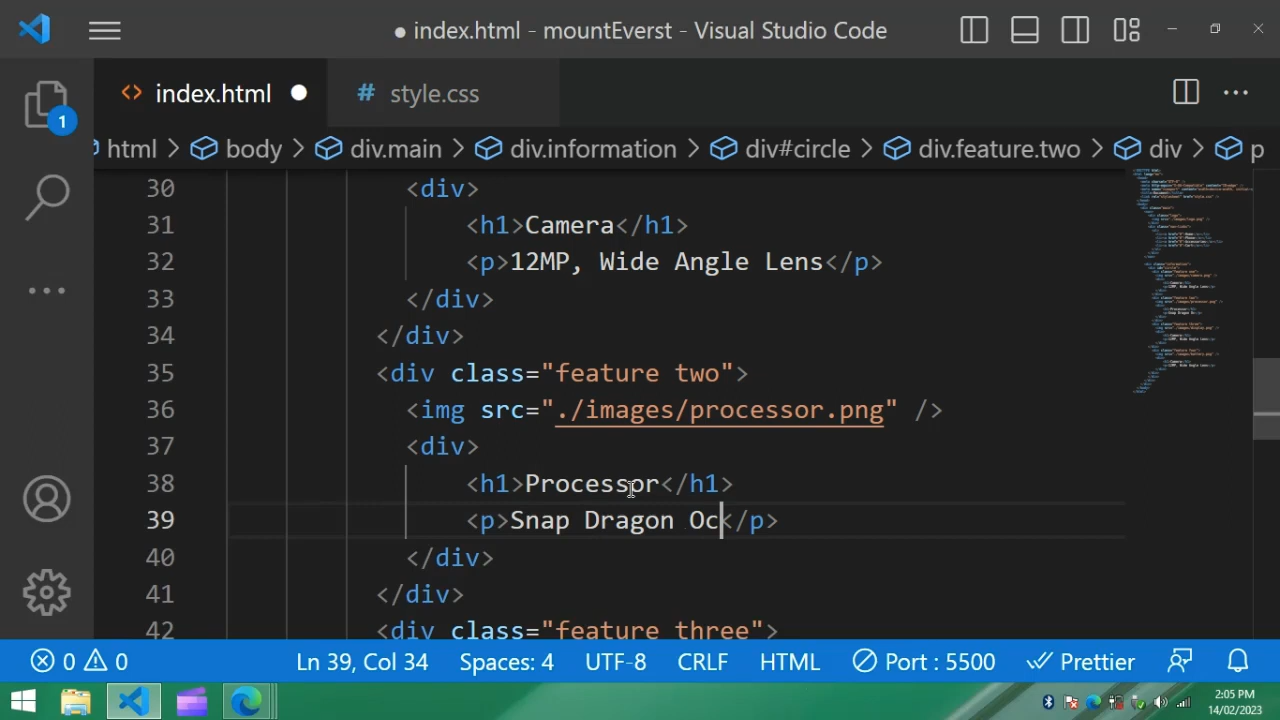 index.html - mountEverst - Visual Studio Code
index.html
# style.css
1
html > body > div.main > div.information > div#circle > div.feature.two > div > p
30 <div>
31 <h1>Camera</h1>
32 <p>12MP, Wide Angle Lens</p>
33 </div>
34 </div>
35 <div class="feature two">
36 <img src="./images/processor.png" />
37 <div>
38 <h1>Processor</h1>
39 <p>Snap Dragon Oc</p>
40 </div>
41 </div>
42 <div class="feature three">
0 0 Ln 39, Col 34 Spaces: 4 UTF-8 CRLF HTML Port : 5500 Prettier
2:05 PM
14/02/2023